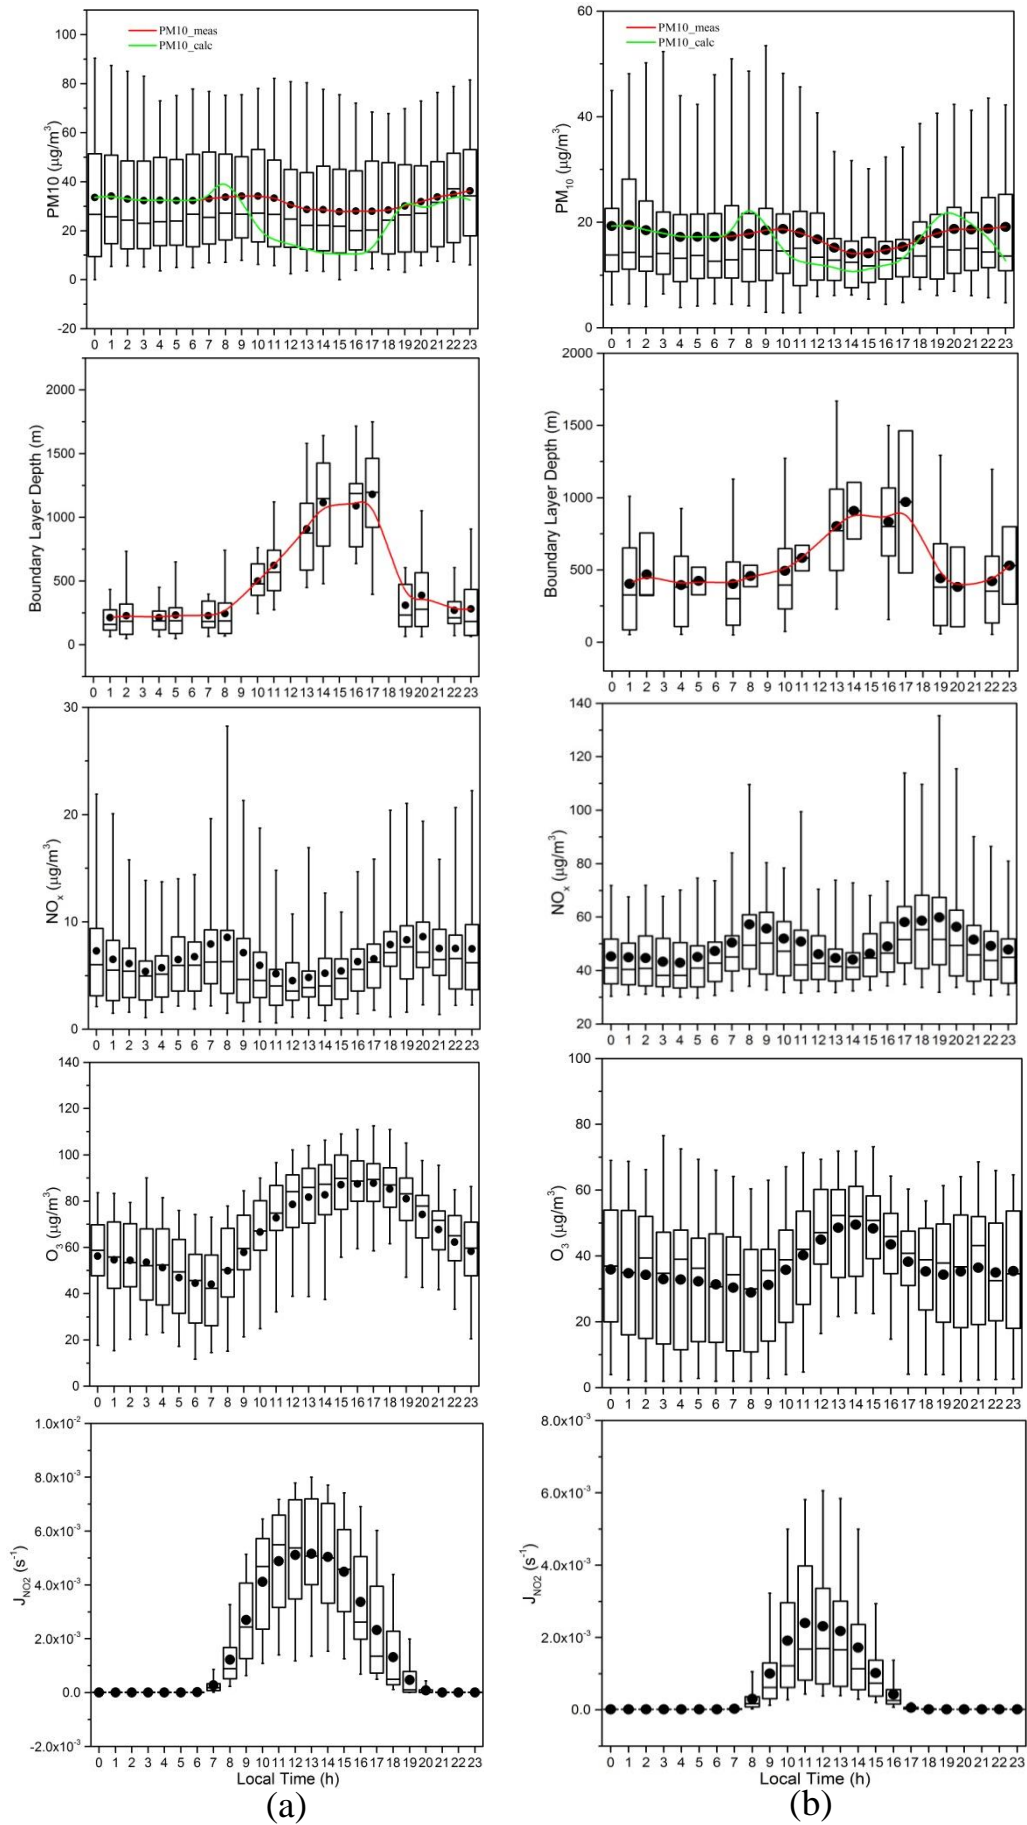 PM10_meas
PM10_calc
PM10 (μg/m³)
100
80
60
40
20
0
-20
0 1 2 3 4 5 6 7 8 9 10 11 12 13 14 15 16 17 18 19 20 21 22 23
PM10_meas
PM10_calc
PM₁₀ (μg/m³)
60
40
20
0
0 1 2 3 4 5 6 7 8 9 10 11 12 13 14 15 16 17 18 19 20 21 22 23
Boundary Layer Depth (m)
2000
1500
1000
500
0
0 1 2 3 4 5 6 7 8 9 10 11 12 13 14 15 16 17 18 19 20 21 22 23
Boundary Layer Depth (m)
2000
1500
1000
500
0
0 1 2 3 4 5 6 7 8 9 10 11 12 13 14 15 16 17 18 19 20 21 22 23
NOₓ (μg/m³)
30
20
10
0
0 1 2 3 4 5 6 7 8 9 10 11 12 13 14 15 16 17 18 19 20 21 22 23
NOₓ (μg/m³)
140
120
100
80
60
40
20
0 1 2 3 4 5 6 7 8 9 10 11 12 13 14 15 16 17 18 19 20 21 22 23
O₃ (μg/m³)
140
120
100
80
60
40
20
0
0 1 2 3 4 5 6 7 8 9 10 11 12 13 14 15 16 17 18 19 20 21 22 23
O₃ (μg/m³)
100
80
60
40
20
0
0 1 2 3 4 5 6 7 8 9 10 11 12 13 14 15 16 17 18 19 20 21 22 23
J_NO2 (s⁻¹)
1.0x10⁻²
8.0x10⁻³
6.0x10⁻³
4.0x10⁻³
2.0x10⁻³
0.0
-2.0x10⁻³
0 1 2 3 4 5 6 7 8 9 10 11 12 13 14 15 16 17 18 19 20 21 22 23
Local Time (h)
(a)
J_NO2 (s⁻¹)
8.0x10⁻³
6.0x10⁻³
4.0x10⁻³
2.0x10⁻³
0.0
0 1 2 3 4 5 6 7 8 9 10 11 12 13 14 15 16 17 18 19 20 21 22 23
Local Time (h)
(b)